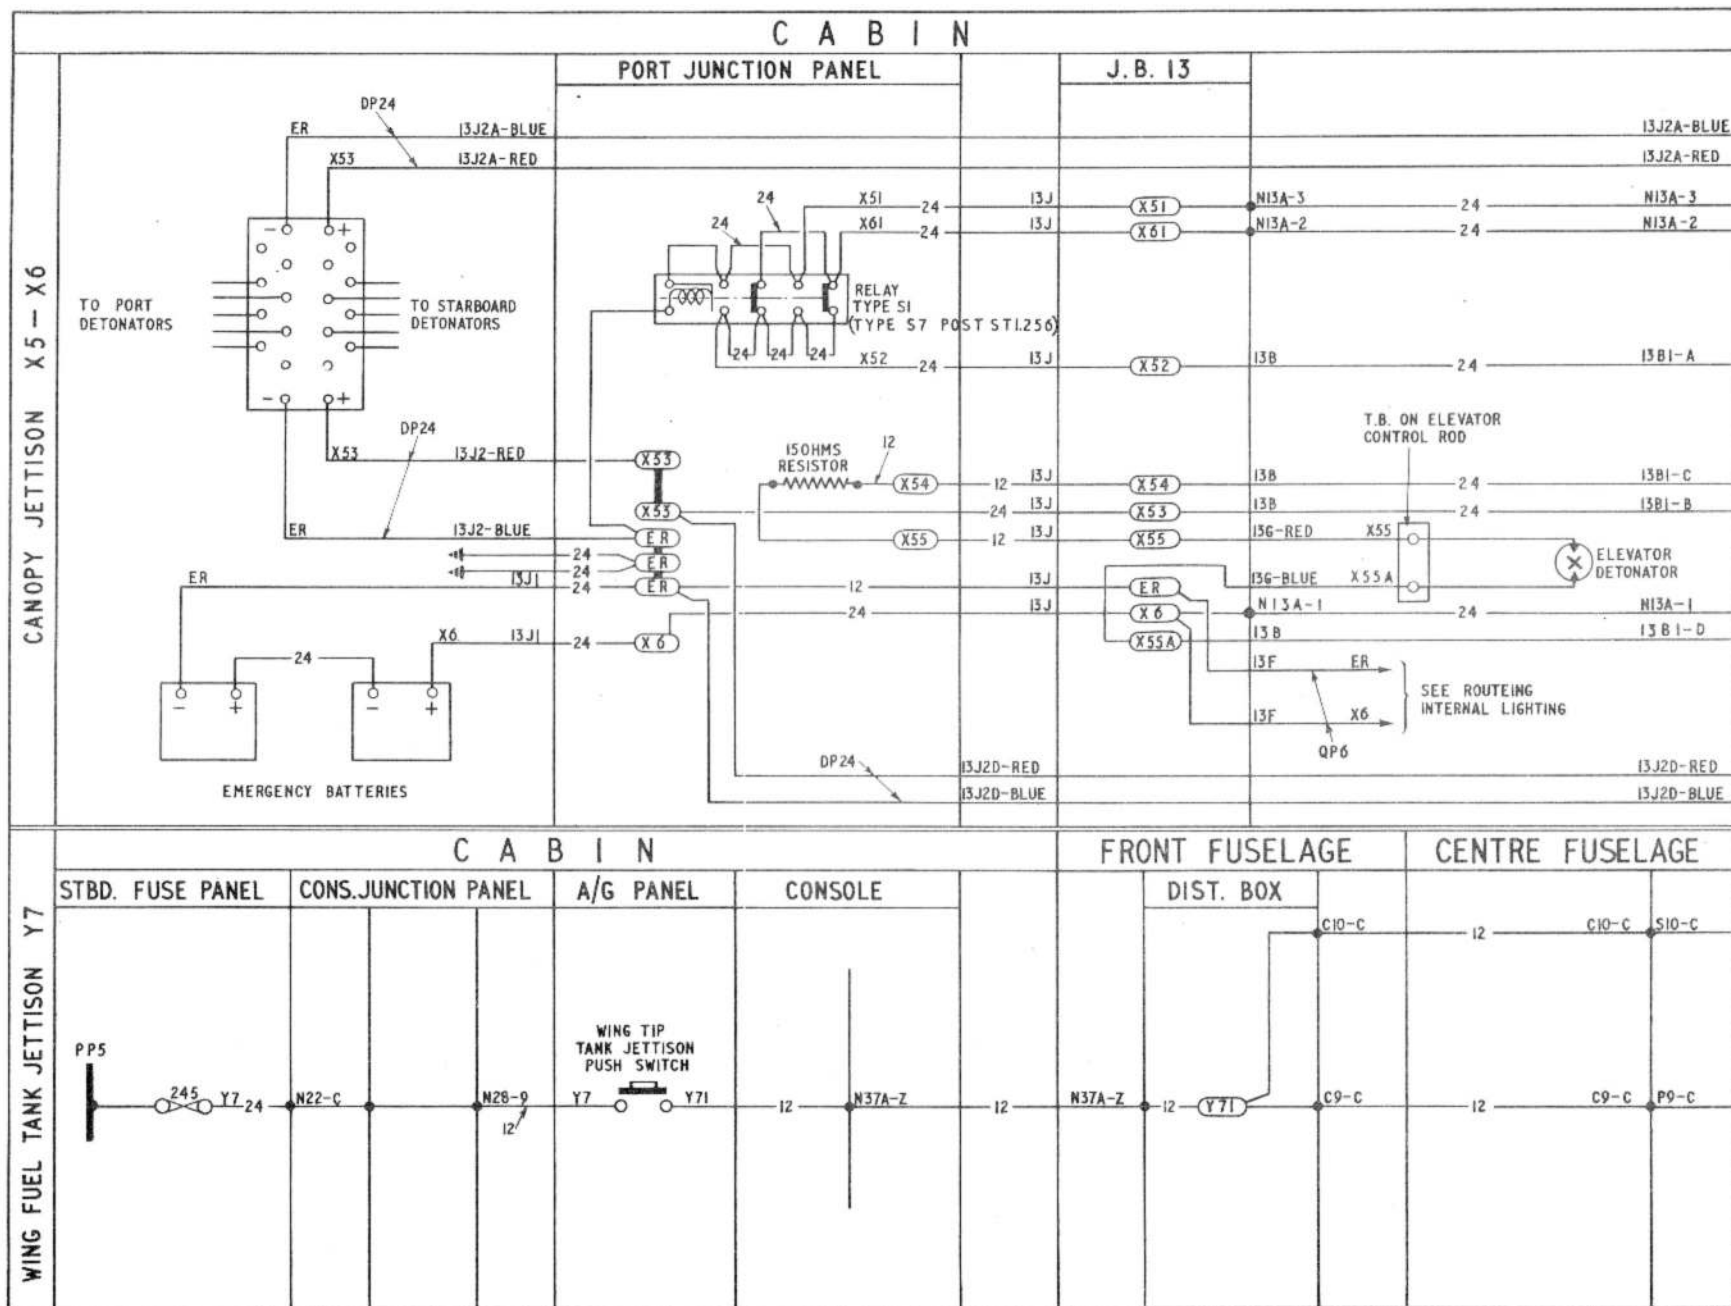 C A B I N
PORT JUNCTION PANEL
J.B. 13
CANOPY JETTISON X5 - X6
DP24
ER
13J2A-BLUE
13J2A-BLUE
X53
13J2A-RED
13J2A-RED
24
X51
24
13J
X51
N13A-3
24
N13A-3
24
X61
24
13J
X61
N13A-2
24
N13A-2
- +
TO PORT
DETONATORS
TO STARBOARD
DETONATORS
RELAY
TYPE S1
(TYPE S7 POST STI.256)
24
24
24
X52
24
13J
X52
13B
24
13B1-A
- +
DP24
X53
13J2-RED
X53
15OHMS
RESISTOR
12
X54
12
13J
X54
13B
24
13B1-C
T.B. ON ELEVATOR
CONTROL ROD
X53
24
13J
X53
13B
24
13B1-B
ER
13J2-BLUE
ER
X55
12
13J
X55
13G-RED
X55
ELEVATOR
DETONATOR
24
24
ER
ER
13J1
24
ER
12
13J
ER
13G-BLUE
X55A
24
13J
X6
N13A-1
24
N13A-1
X6
13J1
24
X6
X55A
13B
13B1-D
24
- +
- +
EMERGENCY BATTERIES
13F
ER
13F
X6
SEE ROUTEING
INTERNAL LIGHTING
QP6
DP24
13J2D-RED
13J2D-RED
13J2D-BLUE
13J2D-BLUE
C A B I N
FRONT FUSELAGE
CENTRE FUSELAGE
STBD. FUSE PANEL
CONS.JUNCTION PANEL
A/G PANEL
CONSOLE
DIST. BOX
WING FUEL TANK JETTISON Y7
C10-C
12
C10-C
S10-C
PP5
245
Y7
24
N22-C
N28-9
12
WING TIP
TANK JETTISON
PUSH SWITCH
Y7
Y71
12
N37A-Z
12
N37A-Z
12
Y71
C9-C
12
C9-C
P9-C